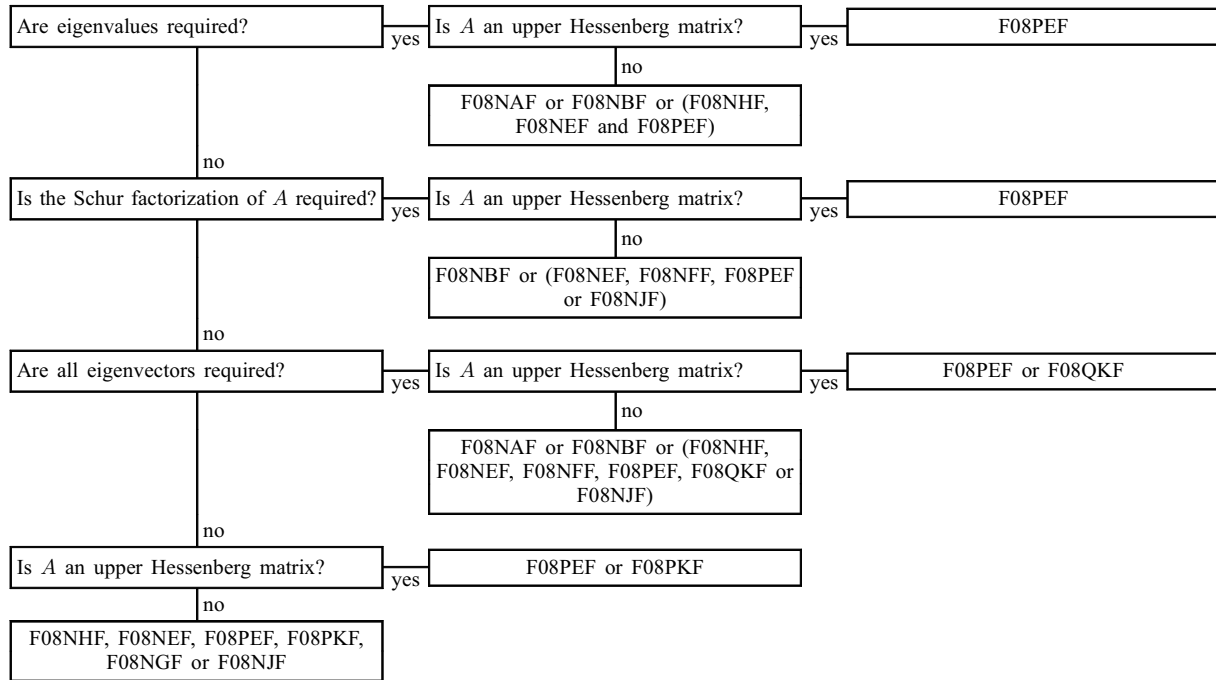 Are eigenvalues required?
yes
Is A an upper Hessenberg matrix?
yes
F08PEF
no
F08NAF or F08NBF or (F08NHF,
F08NEF and F08PEF)
no
Is the Schur factorization of A required?
yes
Is A an upper Hessenberg matrix?
yes
F08PEF
no
F08NBF or (F08NEF, F08NFF, F08PEF
or F08NJF)
no
Are all eigenvectors required?
yes
Is A an upper Hessenberg matrix?
yes
F08PEF or F08QKF
no
F08NAF or F08NBF or (F08NHF,
F08NEF, F08NFF, F08PEF, F08QKF or
F08NJF)
no
Is A an upper Hessenberg matrix?
yes
F08PEF or F08PKF
no
F08NHF, F08NEF, F08PEF, F08PKF,
F08NGF or F08NJF